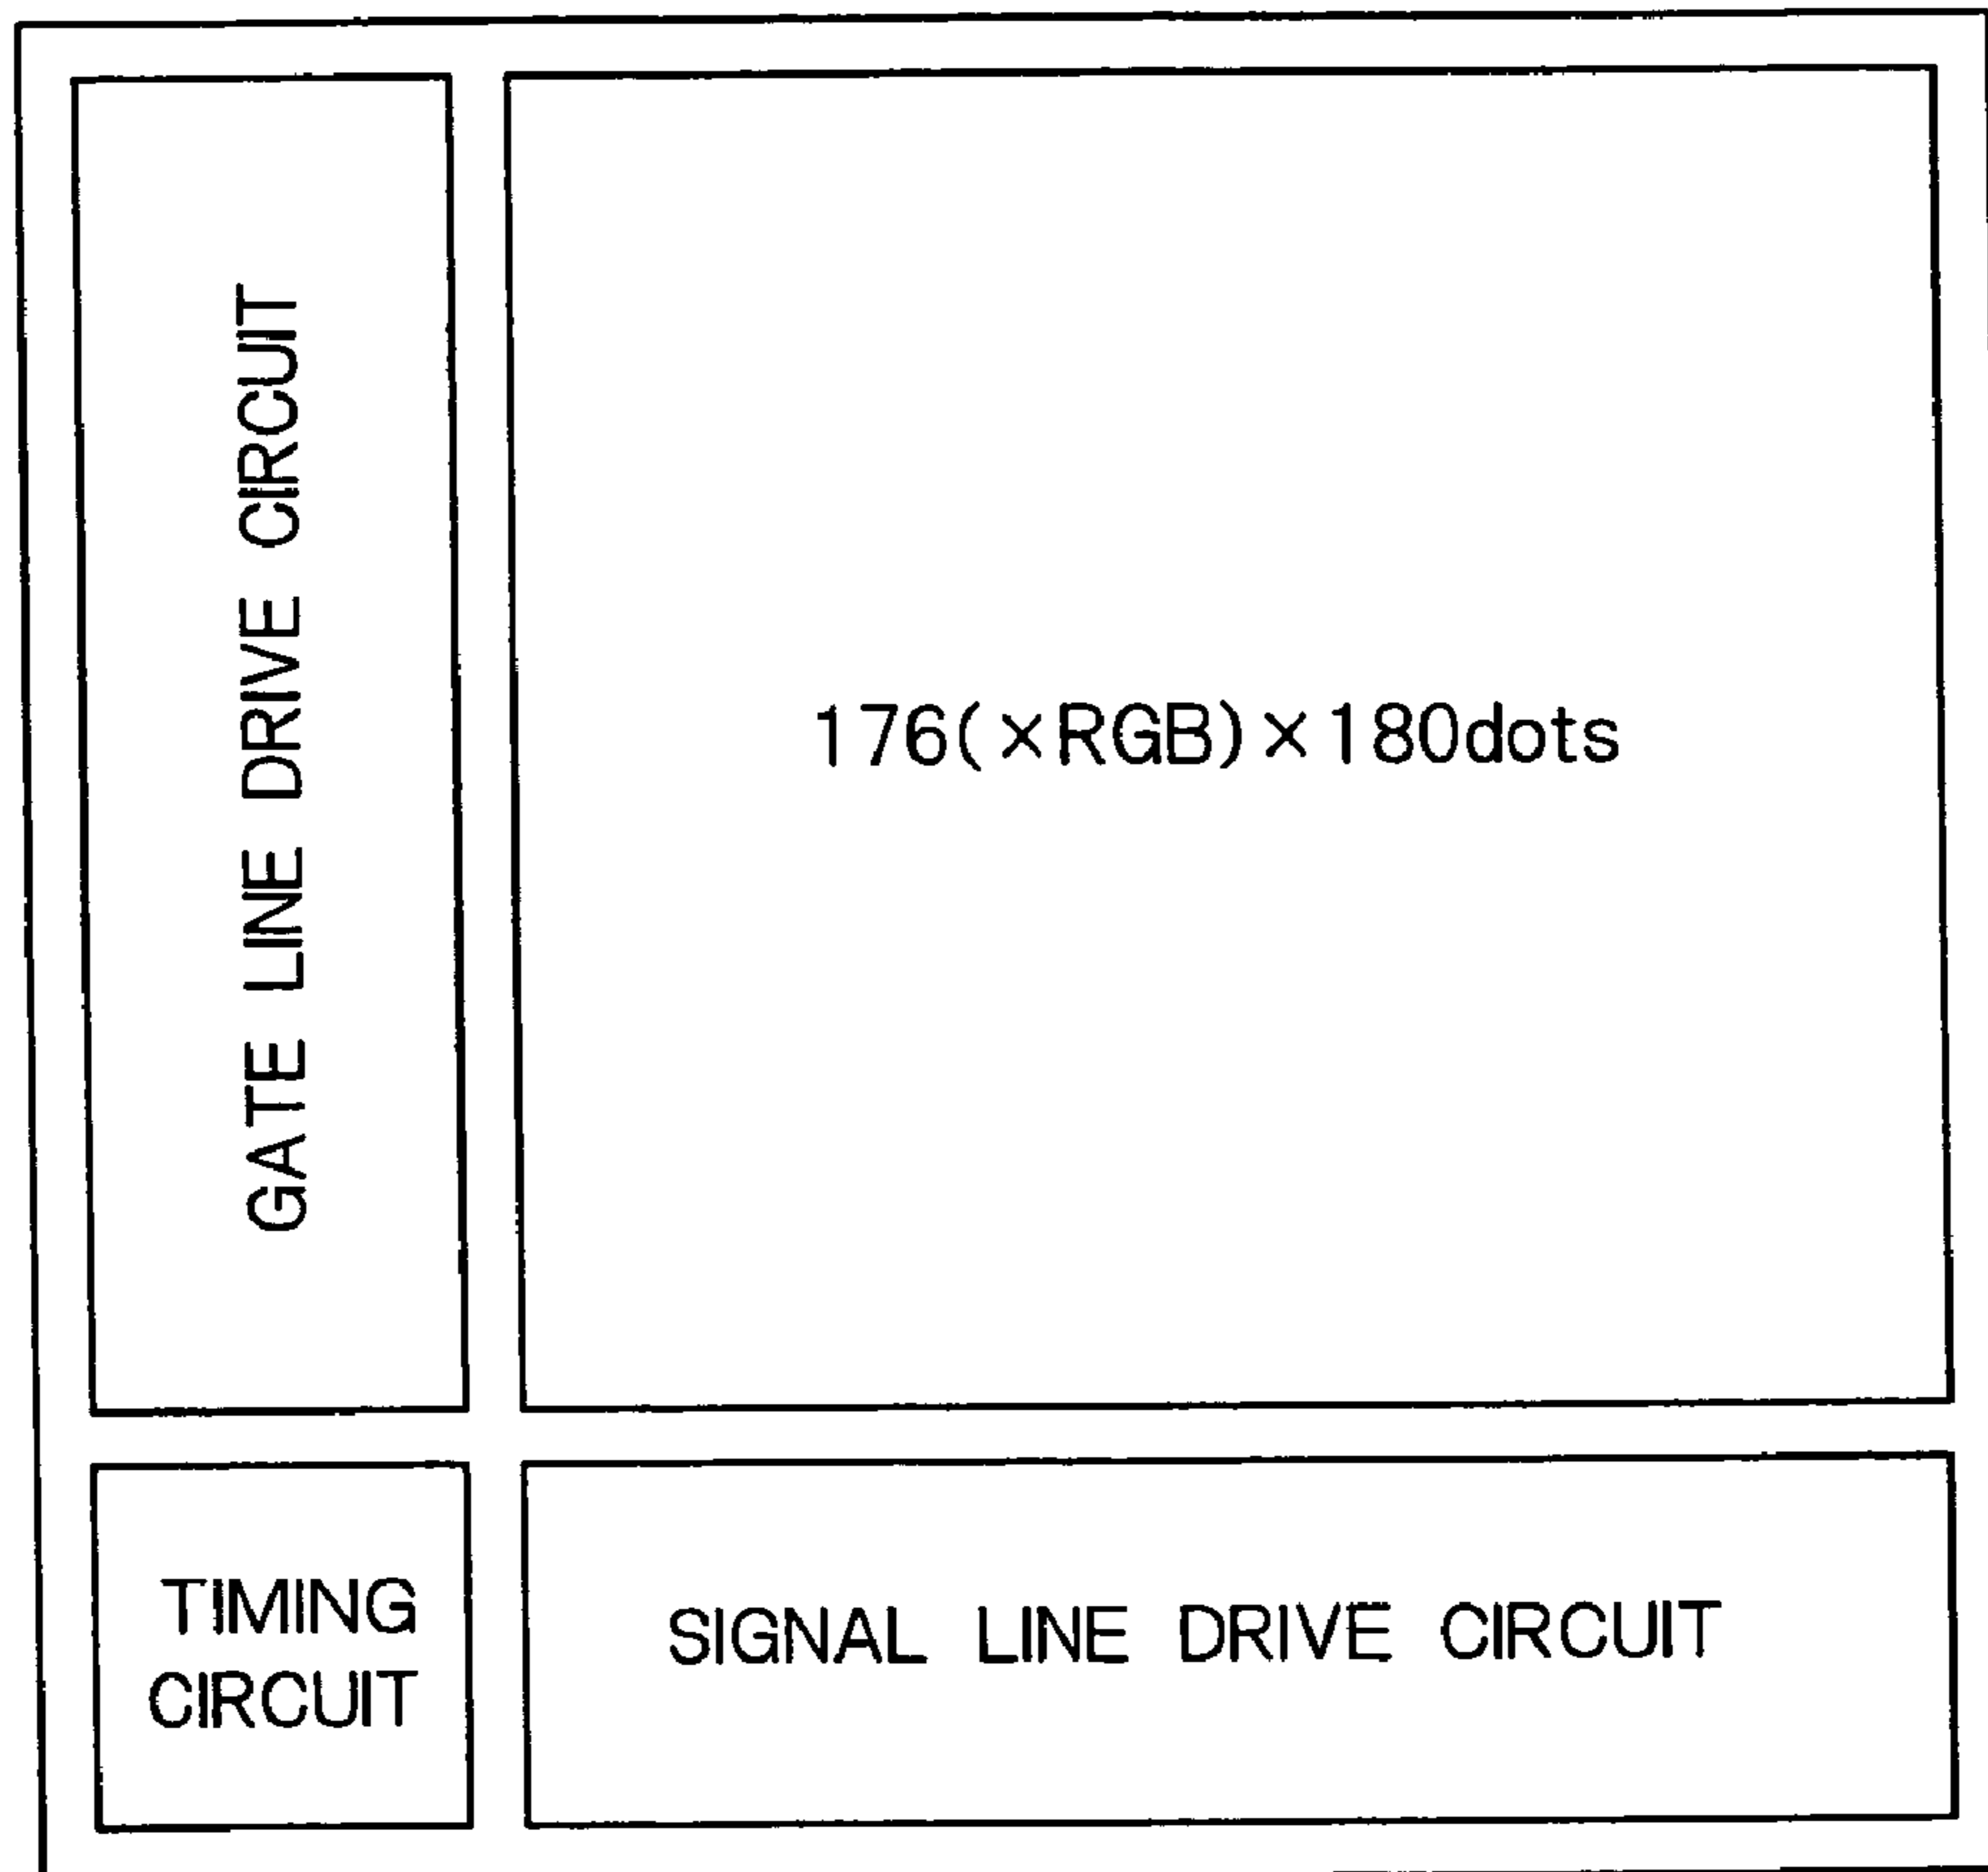 GATE LINE DRIVE CIRCUIT
176(×RGB)×180dots
TIMING
CIRCUIT
SIGNAL LINE DRIVE CIRCUIT